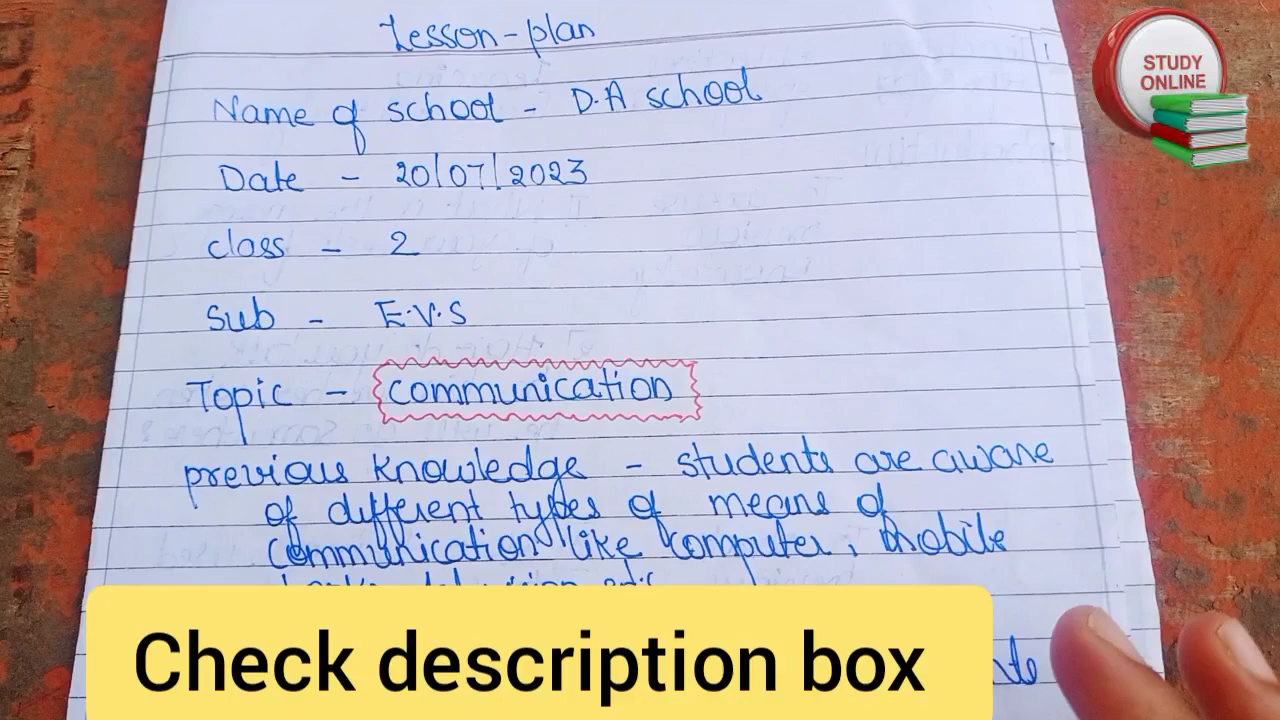 Lesson-plan
STUDY
ONLINE
Name of school - D.A school
Date - 20/07/2023
class - 2
Sub - E.V.S
Topic - communication
previous knowledge - students are aware
of different types of means of
communication like computer, mobile
Check description box